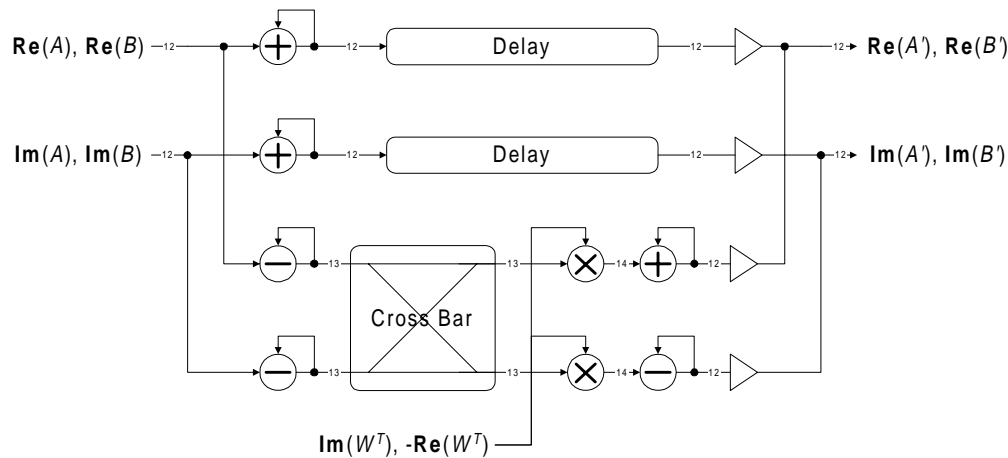 Re(A), Re(B) 12 12 Delay 12 12 Re(A'), Re(B')
Im(A), Im(B) 12 12 Delay 12 12 Im(A'), Im(B')
13 13 14 12
Cross Bar
13 13 14 12
Im(W^T), -Re(W^T)